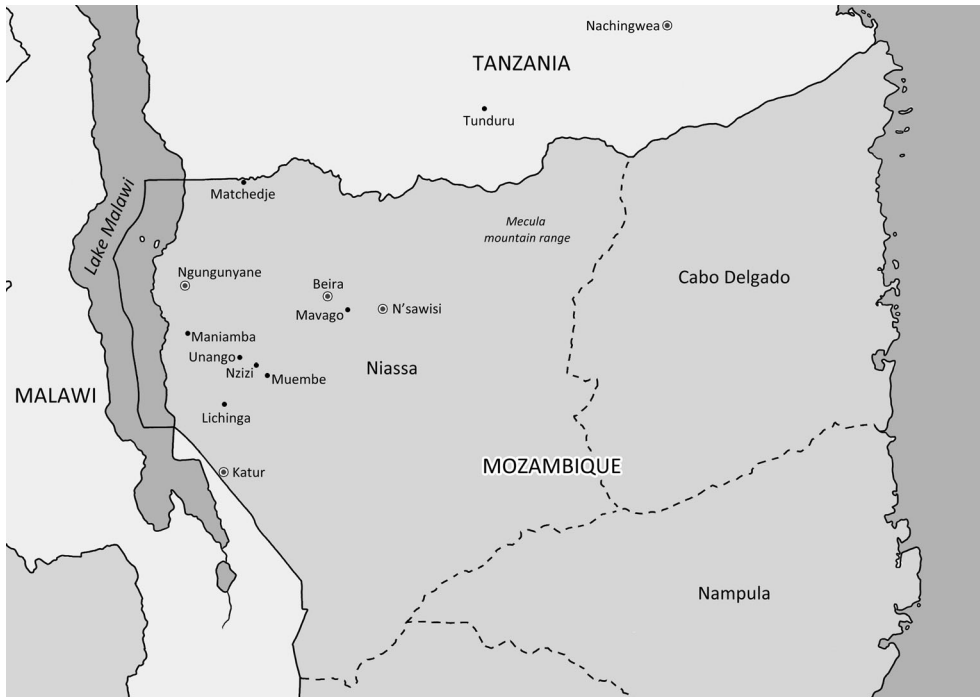 Nachingwea
TANZANIA
Tunduru
Lake Malawi
Matchedje
Mecula
mountain range
Ngungunyane
Beira
Cabo Delgado
Mavago
N'sawisi
Maniamba
Unango
Nzizi
Muembe
Niassa
MALAWI
Lichinga
Katur
MOZAMBIQUE
Nampula